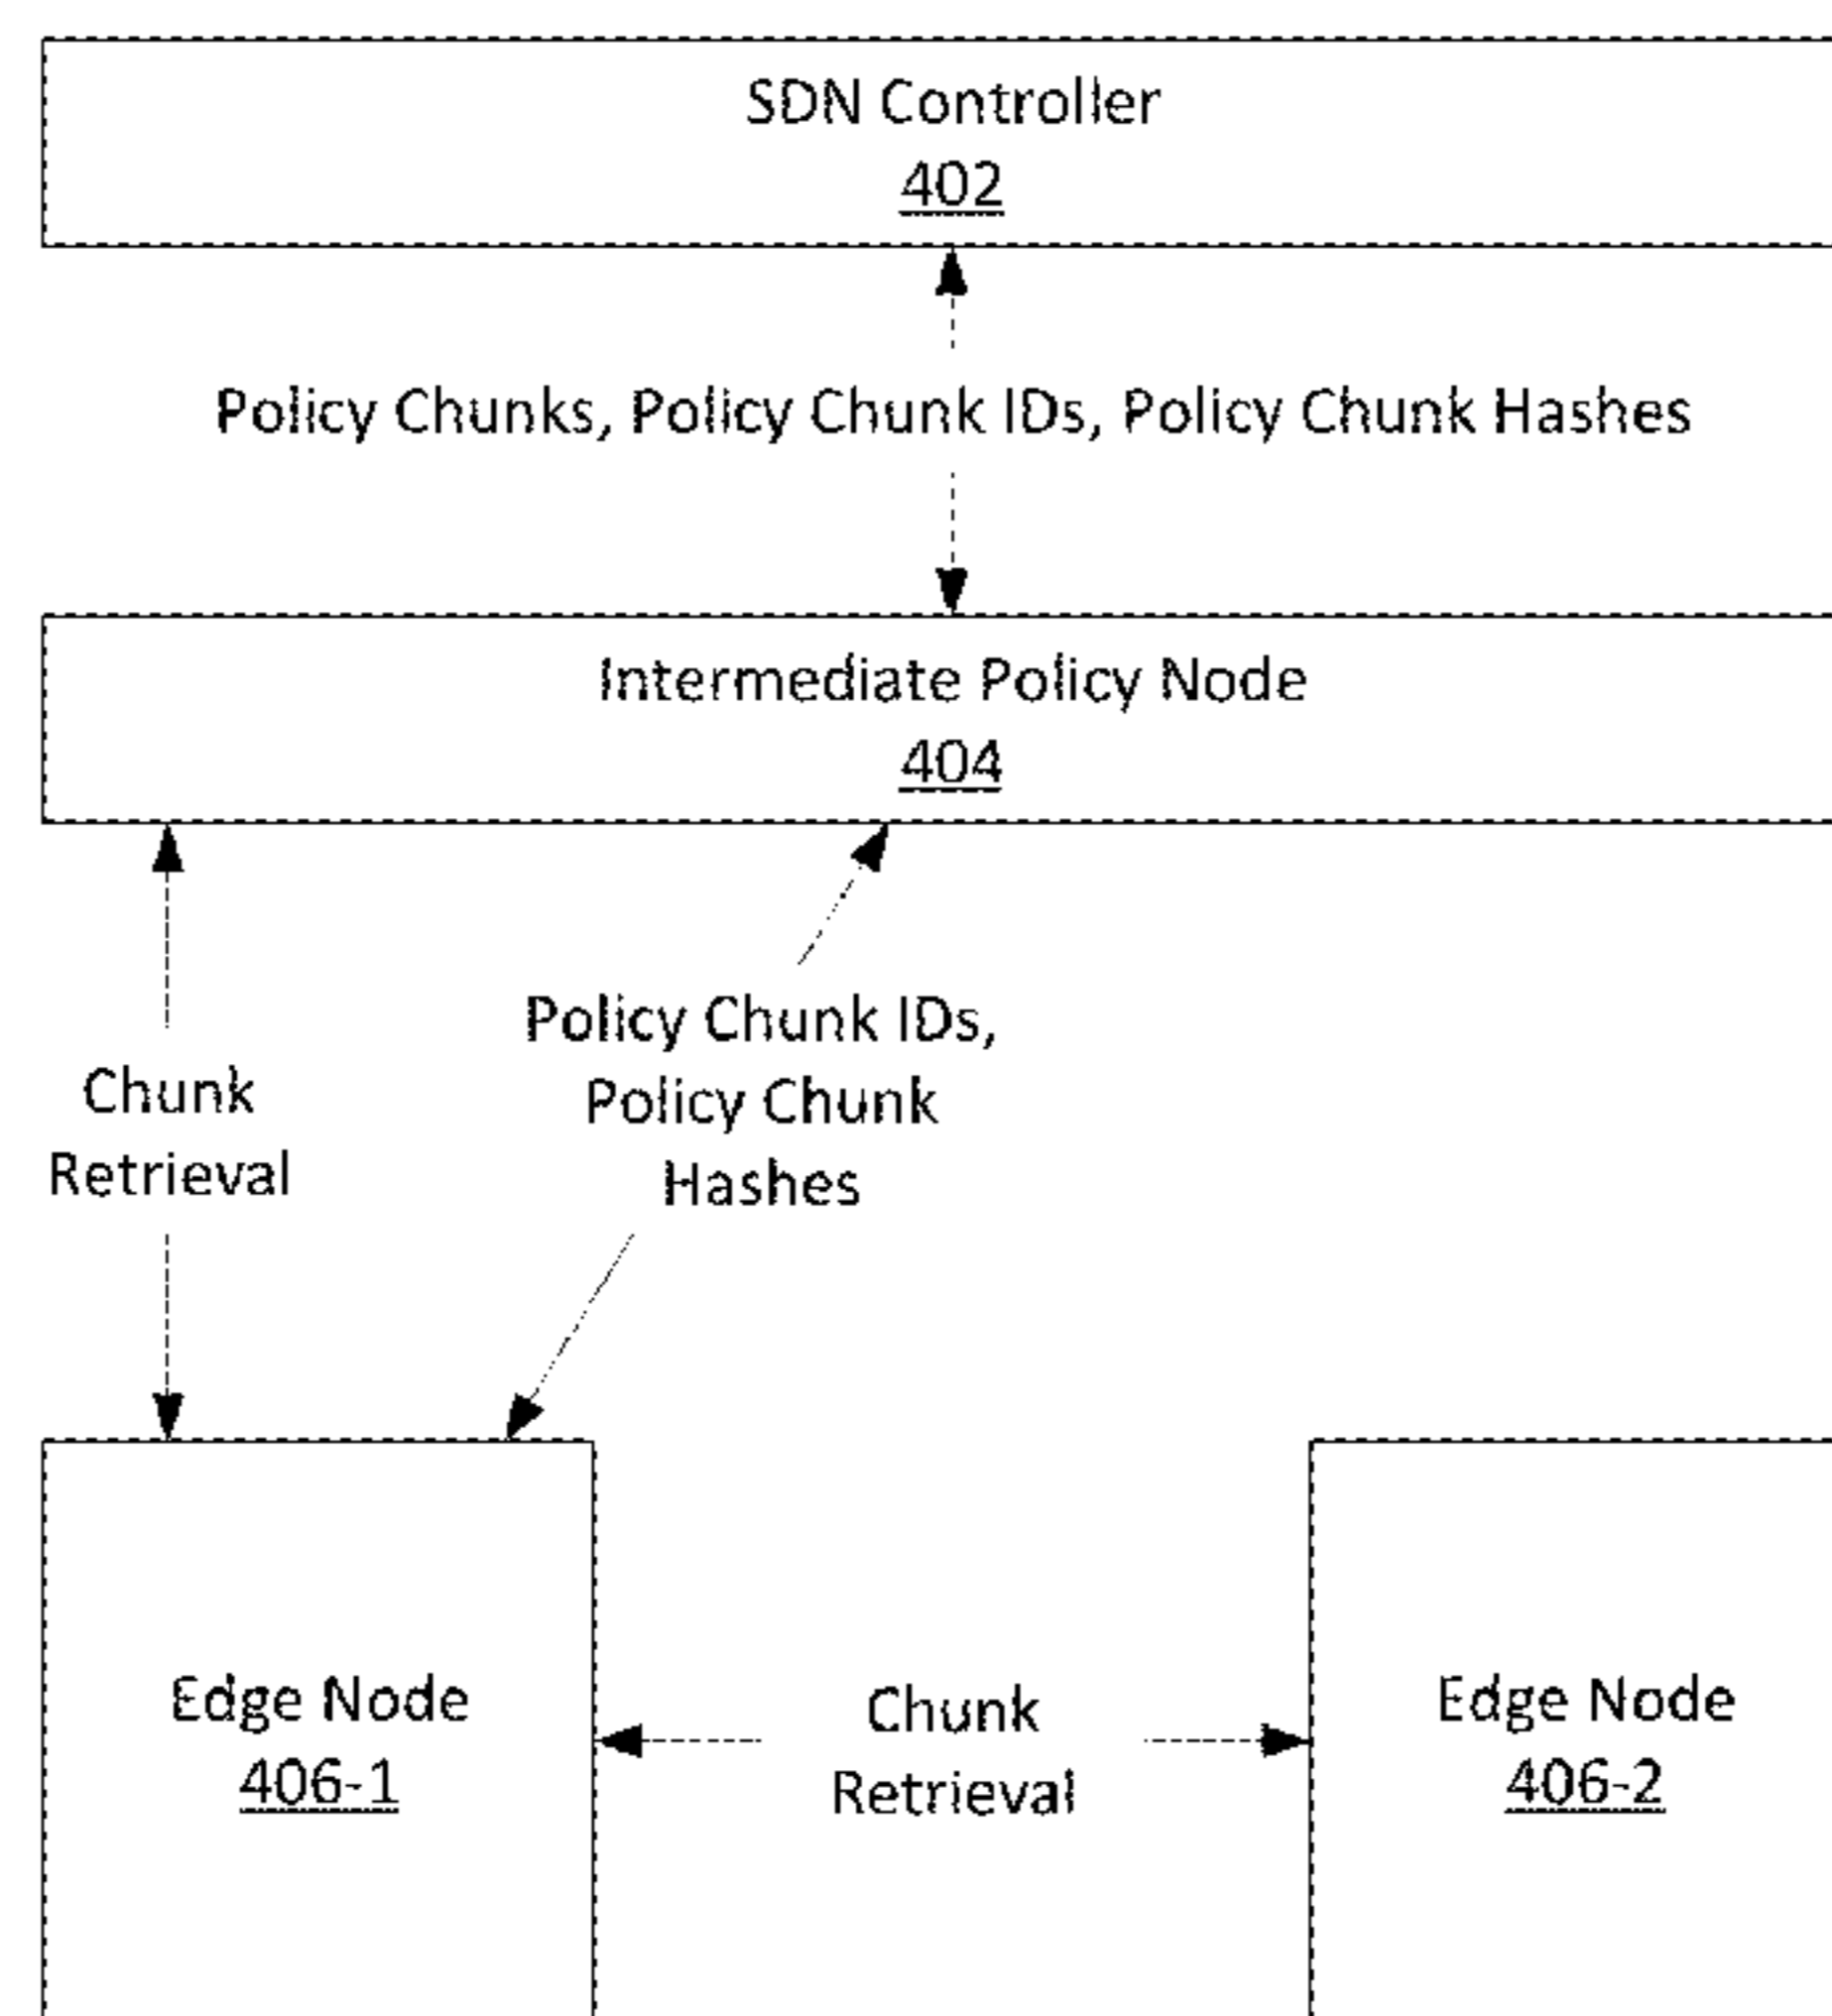 SDN Controller
402
Policy Chunks, Policy Chunk IDs, Policy Chunk Hashes
Intermediate Policy Node
404
Policy Chunk IDs,
Policy Chunk
Hashes
Chunk
Retrieval
Edge Node
406-1
Chunk
Retrieval
Edge Node
406-2